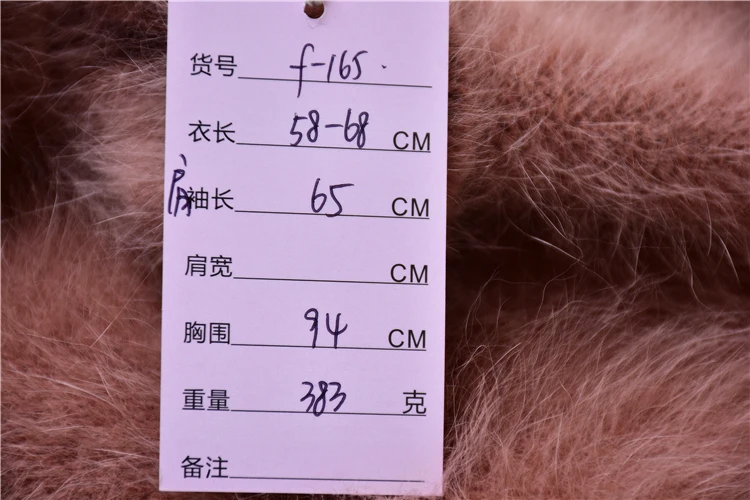 货号 f-165.
衣长 58-68 CM
肩袖长 65 CM
肩宽 CM
胸围 94 CM
重量 383 克
备注